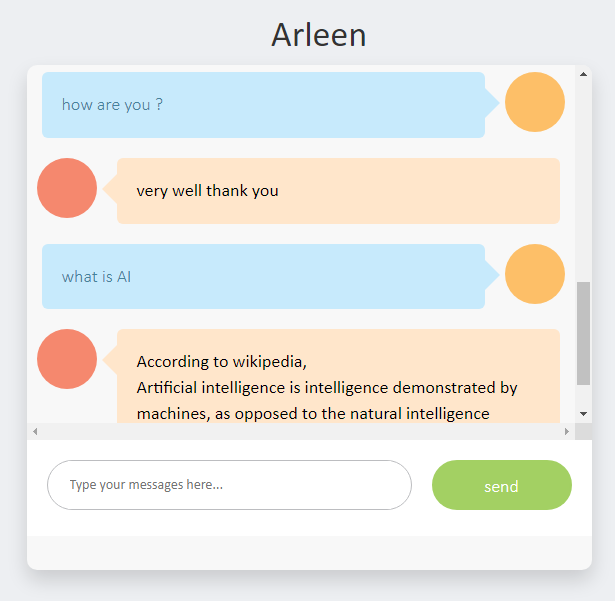 Arleen
how are you ?
very well thank you
what is AI
According to wikipedia,
Artificial intelligence is intelligence demonstrated by
machines, as opposed to the natural intelligence
Type your messages here...
send